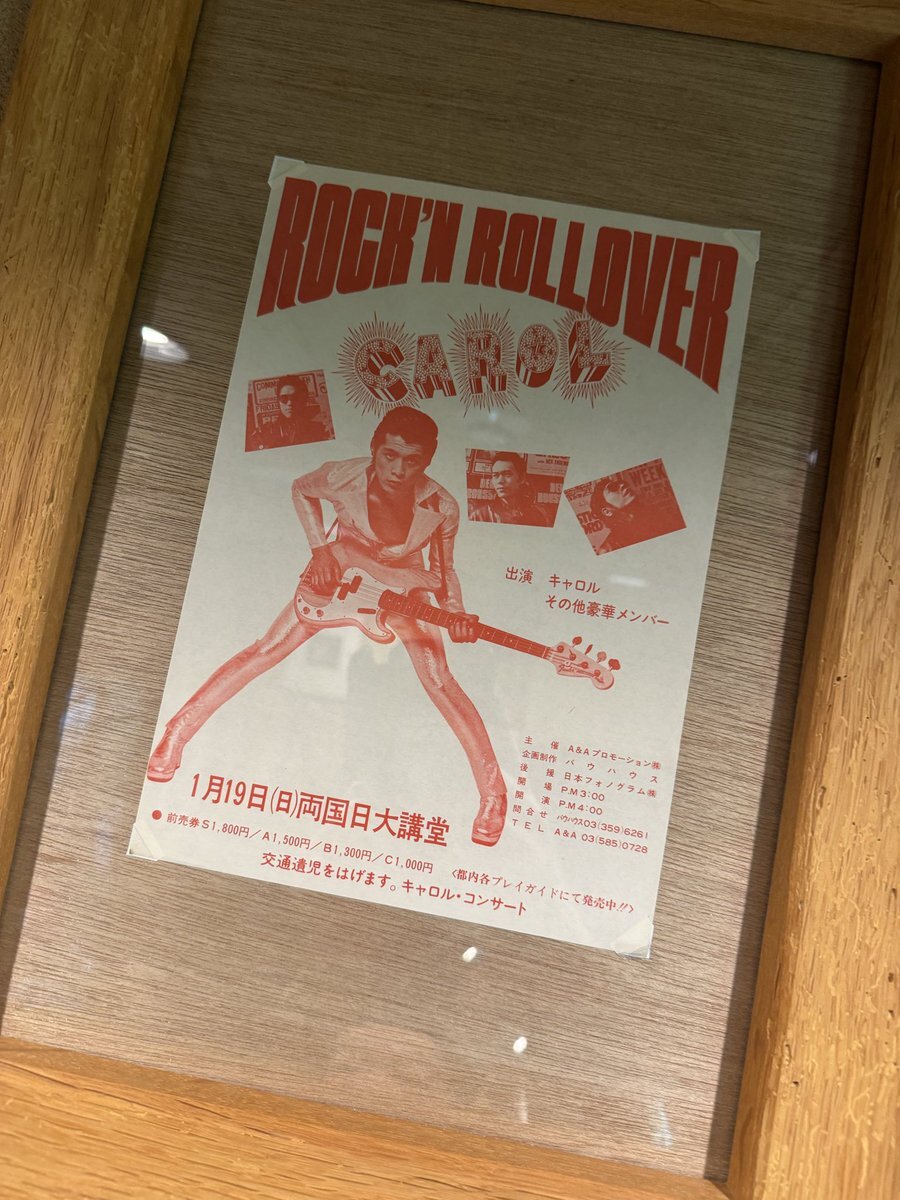 ROCK'N ROLLOVER
CAROL
出演 キャロル
その他豪華メンバー
主催 A&Aプロモーション㈱
企画制作 バウハウス
後援 日本フォノグラム㈱
開場 P.M3:00
開演 P.M4:00
問合せ バウハウス03(359)6261
TEL A&A 03(585)0728
1月19日(日)両国日大講堂
●前売券S1,800円/A1,500円/B1,300円/C1,000円 〈都内各プレイガイドにて発売中!!〉
交通遺児をはげます。キャロル・コンサート